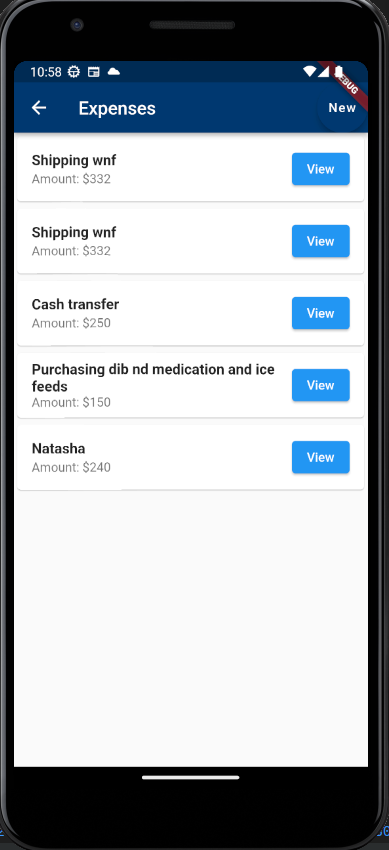 10:58
DEBUG
Expenses
New
Shipping wnf
Amount: $332
View
Shipping wnf
Amount: $332
View
Cash transfer
Amount: $250
View
Purchasing dib nd medication and ice
feeds
Amount: $150
View
Natasha
Amount: $240
View